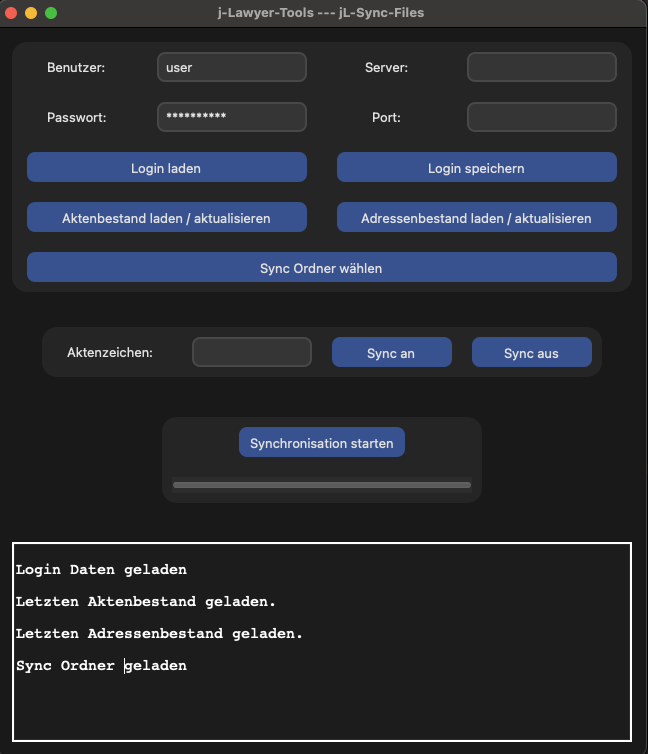 j-Lawyer-Tools --- jL-Sync-Files
Benutzer: user Server:
Passwort: ********** Port:
Login laden Login speichern
Aktenbestand laden / aktualisieren Adressenbestand laden / aktualisieren
Sync Ordner wählen
Aktenzeichen: Sync an Sync aus
Synchronisation starten
Login Daten geladen
Letzten Aktenbestand geladen.
Letzten Adressenbestand geladen.
Sync Ordner geladen